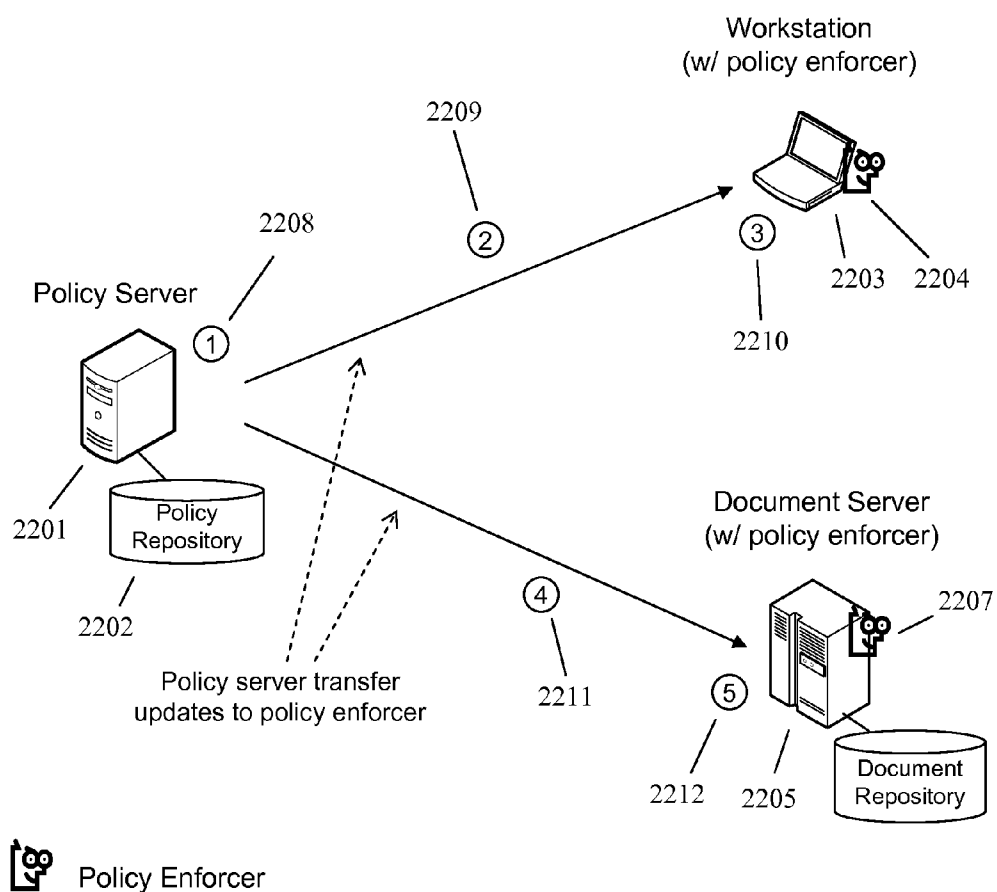 Workstation
(w/ policy enforcer)
2209
2208
2
3
2203
2204
2210
Policy Server
1
2201
Policy
Repository
2202
Document Server
(w/ policy enforcer)
4
2207
Policy server transfer
updates to policy enforcer
2211
5
2212
2205
Document
Repository
Policy Enforcer